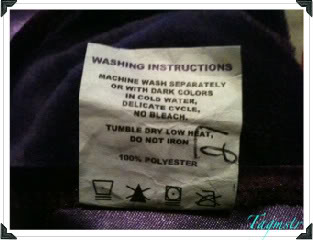 WASHING INSTRUCTIONS
MACHINE WASH SEPARATELY
OR WITH DARK COLORS
IN COLD WATER,
DELICATE CYCLE,
NO BLEACH.
TUMBLE DRY LOW HEAT,
DO NOT IRON
100% POLYESTER
Tagmstr